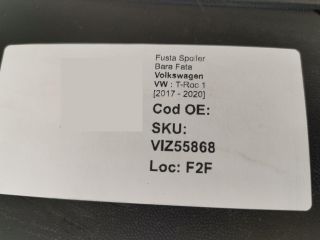 Fusta Spoiler
Bara Fata
Volkswagen
VW : T-Roc 1
[2017 - 2020]
Cod OE:
SKU:
VIZ55868
Loc: F2F